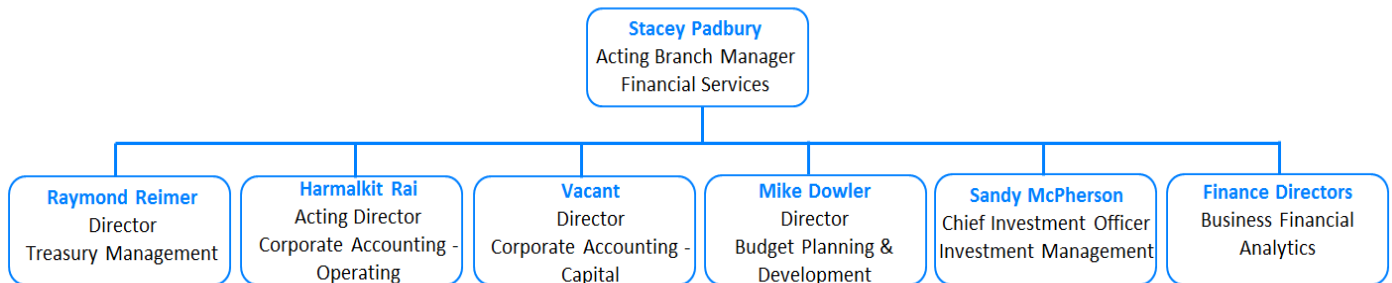 Stacey Padbury
Acting Branch Manager
Financial Services
Raymond Reimer
Director
Treasury Management
Harmalkit Rai
Acting Director
Corporate Accounting -
Operating
Vacant
Director
Corporate Accounting -
Capital
Mike Dowler
Director
Budget Planning &
Development
Sandy McPherson
Chief Investment Officer
Investment Management
Finance Directors
Business Financial
Analytics